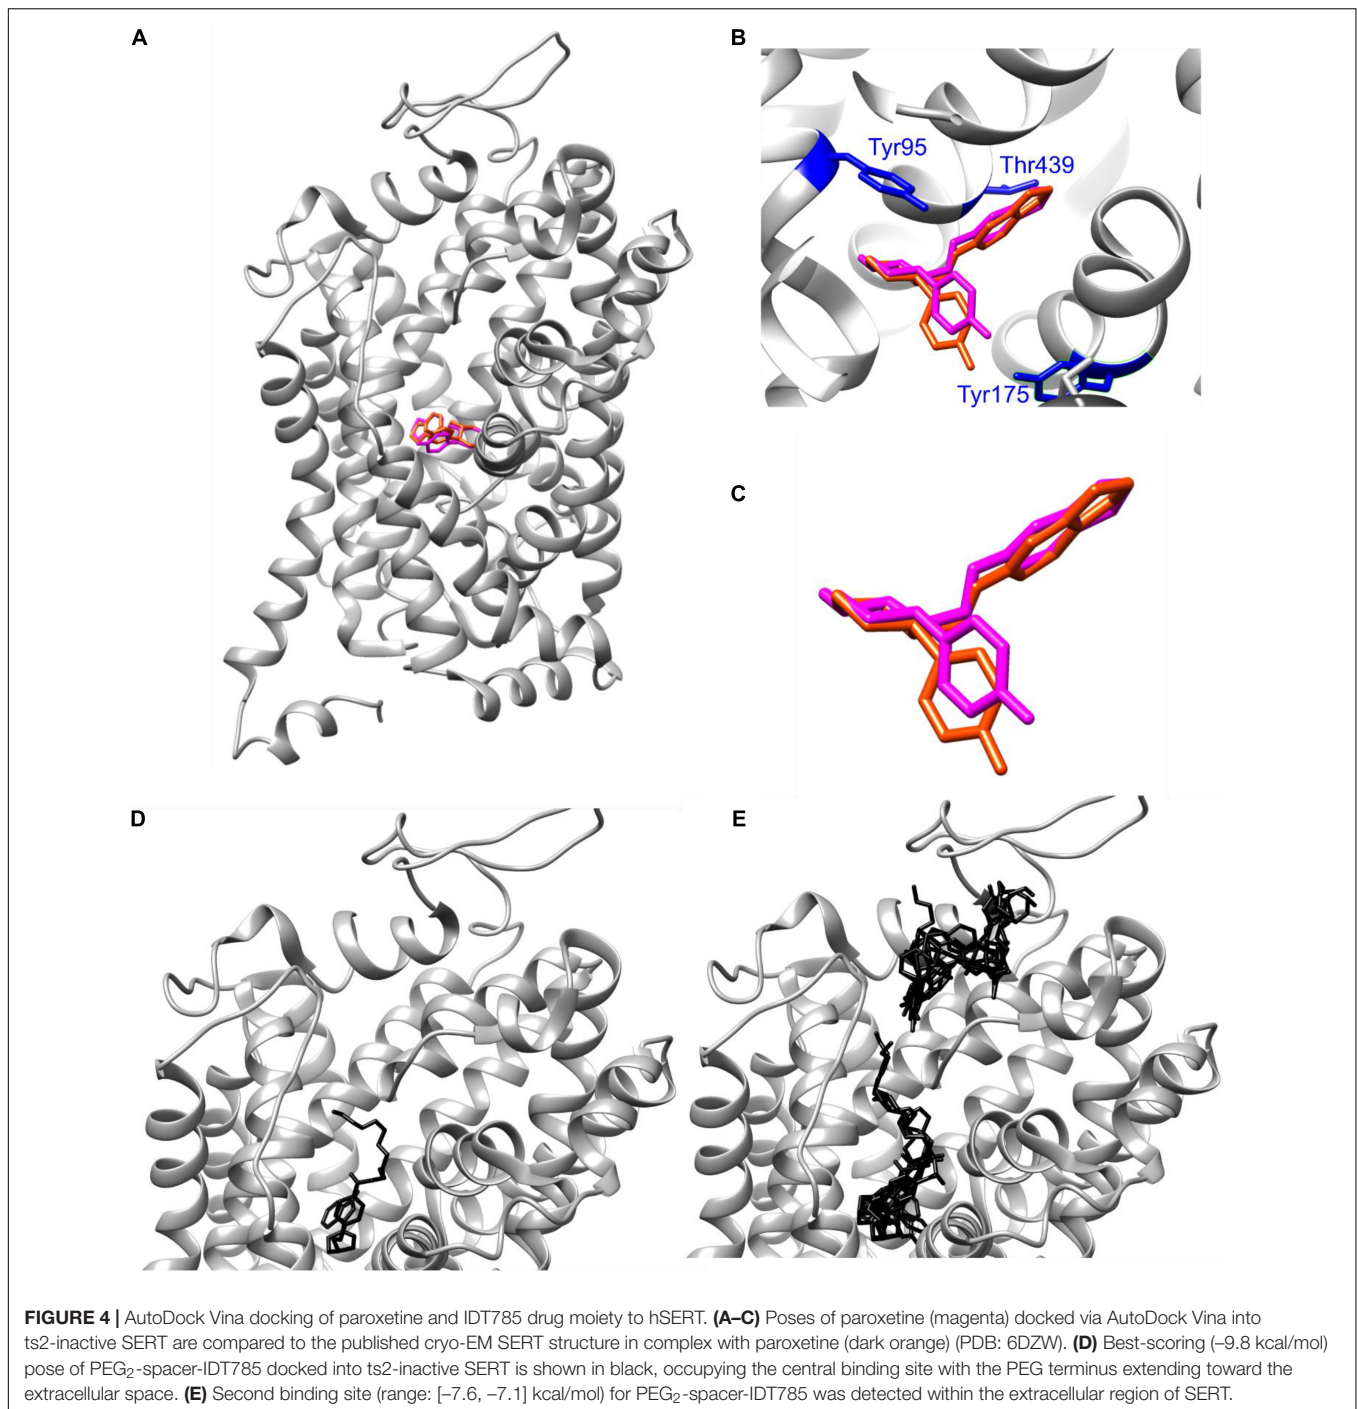 A
B
Tyr95
Thr439
Tyr175
C
D
E
FIGURE 4 | AutoDock Vina docking of paroxetine and IDT785 drug moiety to hSERT. (A–C) Poses of paroxetine (magenta) docked via AutoDock Vina into
ts2-inactive SERT are compared to the published cryo-EM SERT structure in complex with paroxetine (dark orange) (PDB: 6DZW). (D) Best-scoring (–9.8 kcal/mol)
pose of PEG₂-spacer-IDT785 docked into ts2-inactive SERT is shown in black, occupying the central binding site with the PEG terminus extending toward the
extracellular space. (E) Second binding site (range: [–7.6, –7.1] kcal/mol) for PEG₂-spacer-IDT785 was detected within the extracellular region of SERT.